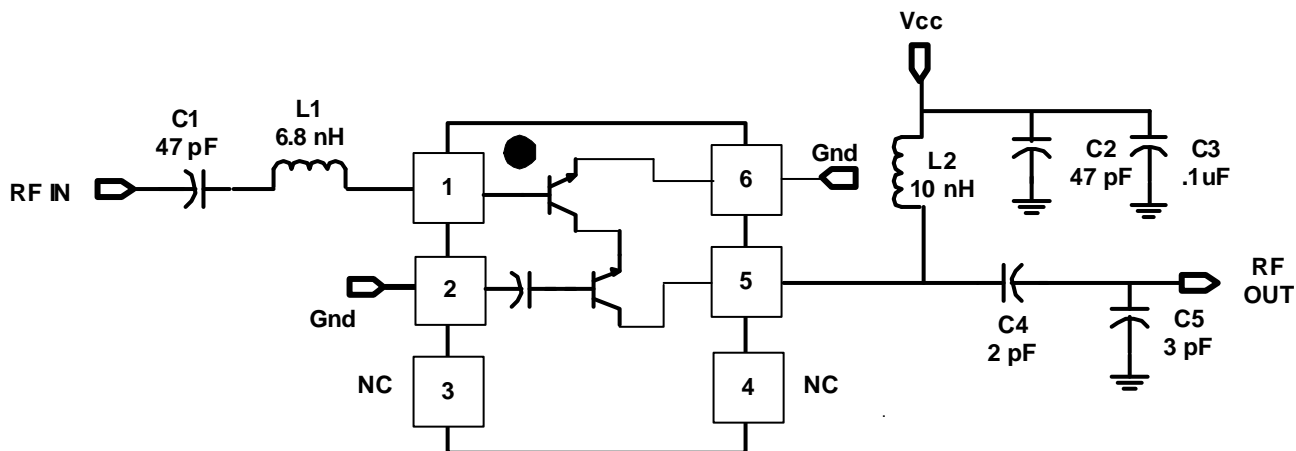 Vcc
C1
47 pF
L1
6.8 nH
RF IN
1
6
Gnd
L2
10 nH
C2
47 pF
C3
.1uF
2
Gnd
5
C4
2 pF
RF
OUT
C5
3 pF
NC
3
4
NC